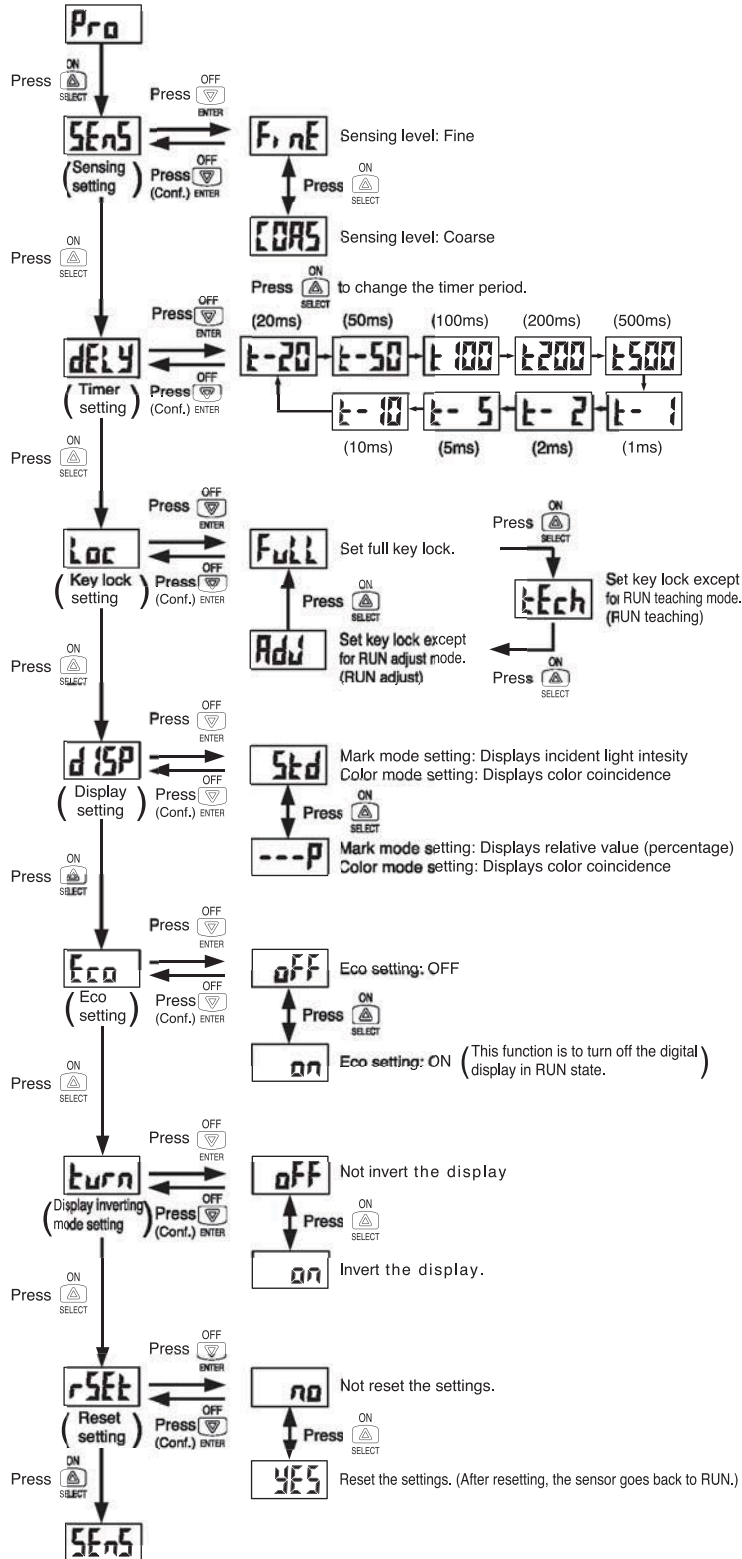 Pro
Press ON SELECT
Press OFF ENTER
SEnS
(Sensing setting)
Press OFF ENTER
(Conf.)
FinE Sensing level: Fine
Press ON SELECT
COAS Sensing level: Coarse
Press ON SELECT
Press ON SELECT to change the timer period.
dELY
(Timer setting)
Press OFF ENTER
Press OFF ENTER
(Conf.)
(20ms) (50ms) (100ms) (200ms) (500ms)
t-20 t-50 t100 t200 t500
t-10 t- 5 t- 2 t- 1
(10ms) (5ms) (2ms) (1ms)
Press ON SELECT
Loc
(Key lock setting)
Press OFF ENTER
Press OFF ENTER
(Conf.)
FuLL Set full key lock.
Press ON SELECT
tEch Set key lock except
for RUN teaching mode.
(RUN teaching)
Press ON SELECT
Press ON SELECT
AdJ Set key lock except
for RUN adjust mode.
(RUN adjust)
Press ON SELECT
dISP
(Display setting)
Press OFF ENTER
Press OFF ENTER
(Conf.)
Std Mark mode setting: Displays incident light intesity
Color mode setting: Displays color coincidence
Press ON SELECT
---P Mark mode setting: Displays relative value (percentage)
Color mode setting: Displays color coincidence
Press ON SELECT
Eco
(Eco setting)
Press OFF ENTER
Press OFF ENTER
(Conf.)
oFF Eco setting: OFF
Press ON SELECT
on Eco setting: ON (This function is to turn off the digital
display in RUN state.)
Press ON SELECT
turn
(Display inverting mode setting)
Press OFF ENTER
Press OFF ENTER
(Conf.)
oFF Not invert the display
Press ON SELECT
on Invert the display.
Press ON SELECT
rSEt
(Reset setting)
Press OFF ENTER
Press OFF ENTER
(Conf.)
no Not reset the settings.
Press ON SELECT
YES Reset the settings. (After resetting, the sensor goes back to RUN.)
Press ON SELECT
SEnS